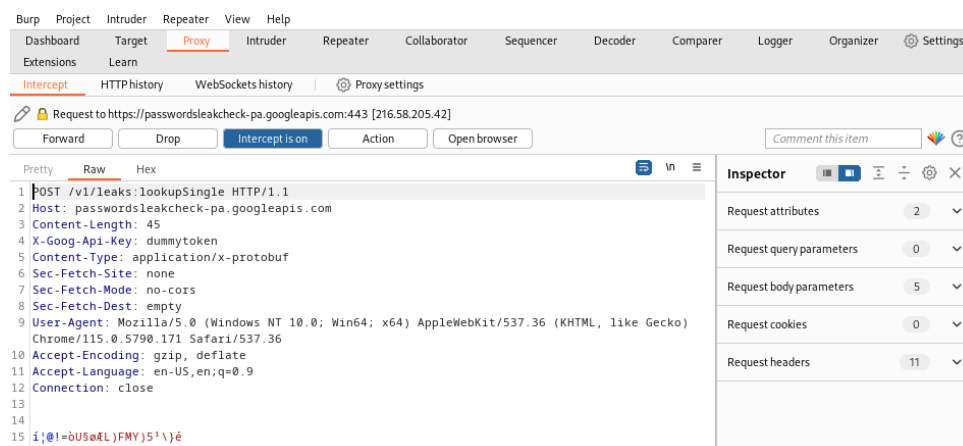 Burp Project Intruder Repeater View Help
Dashboard Target Proxy Intruder Repeater Collaborator Sequencer Decoder Comparer Logger Organizer Settings
Extensions Learn
Intercept HTTP history WebSockets history Proxy settings
Request to https://passwordsleakcheck-pa.googleapis.com:443 [216.58.205.42]
Forward Drop Intercept is on Action Open browser Comment this item
Pretty Raw Hex \n
Inspector
1 POST /v1/leaks:lookupSingle HTTP/1.1
2 Host: passwordsleakcheck-pa.googleapis.com
3 Content-Length: 45
4 X-Goog-Api-Key: dummytoken
5 Content-Type: application/x-protobuf
6 Sec-Fetch-Site: none
7 Sec-Fetch-Mode: no-cors
8 Sec-Fetch-Dest: empty
9 User-Agent: Mozilla/5.0 (Windows NT 10.0; Win64; x64) AppleWebKit/537.36 (KHTML, like Gecko)
Chrome/115.0.5790.171 Safari/537.36
10 Accept-Encoding: gzip, deflate
11 Accept-Language: en-US,en;q=0.9
12 Connection: close
13
14
15 í¦@!=òU§øÆL)FMY)5¹\}é
Request attributes 2
Request query parameters 0
Request body parameters 5
Request cookies 0
Request headers 11